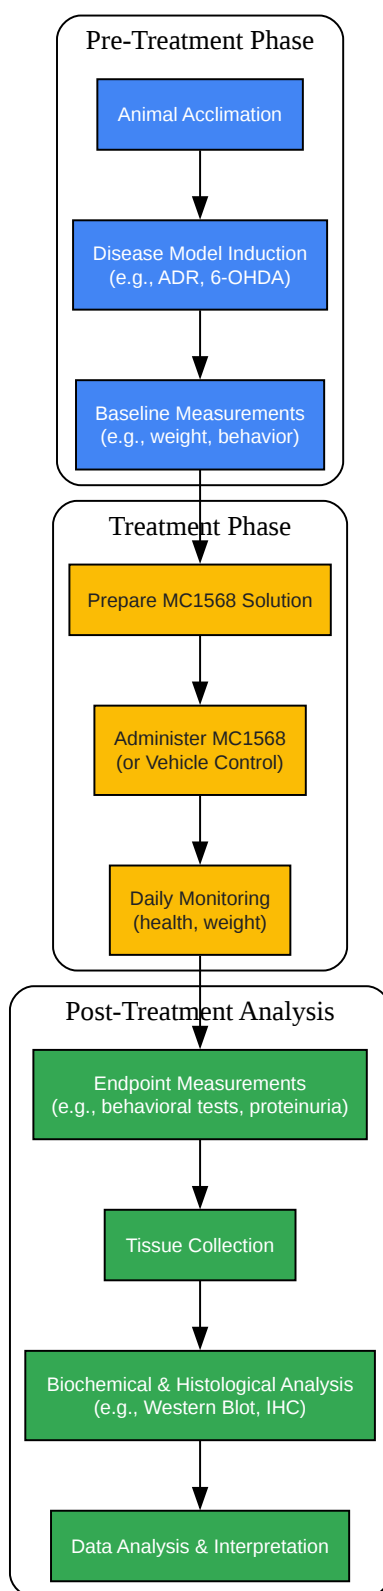 Pre-Treatment Phase
Animal Acclimation
Disease Model Induction
(e.g., ADR, 6-OHDA)
Baseline Measurements
(e.g., weight, behavior)
Treatment Phase
Prepare MC1568 Solution
Administer MC1568
(or Vehicle Control)
Daily Monitoring
(health, weight)
Post-Treatment Analysis
Endpoint Measurements
(e.g., behavioral tests, proteinuria)
Tissue Collection
Biochemical & Histological Analysis
(e.g., Western Blot, IHC)
Data Analysis & Interpretation